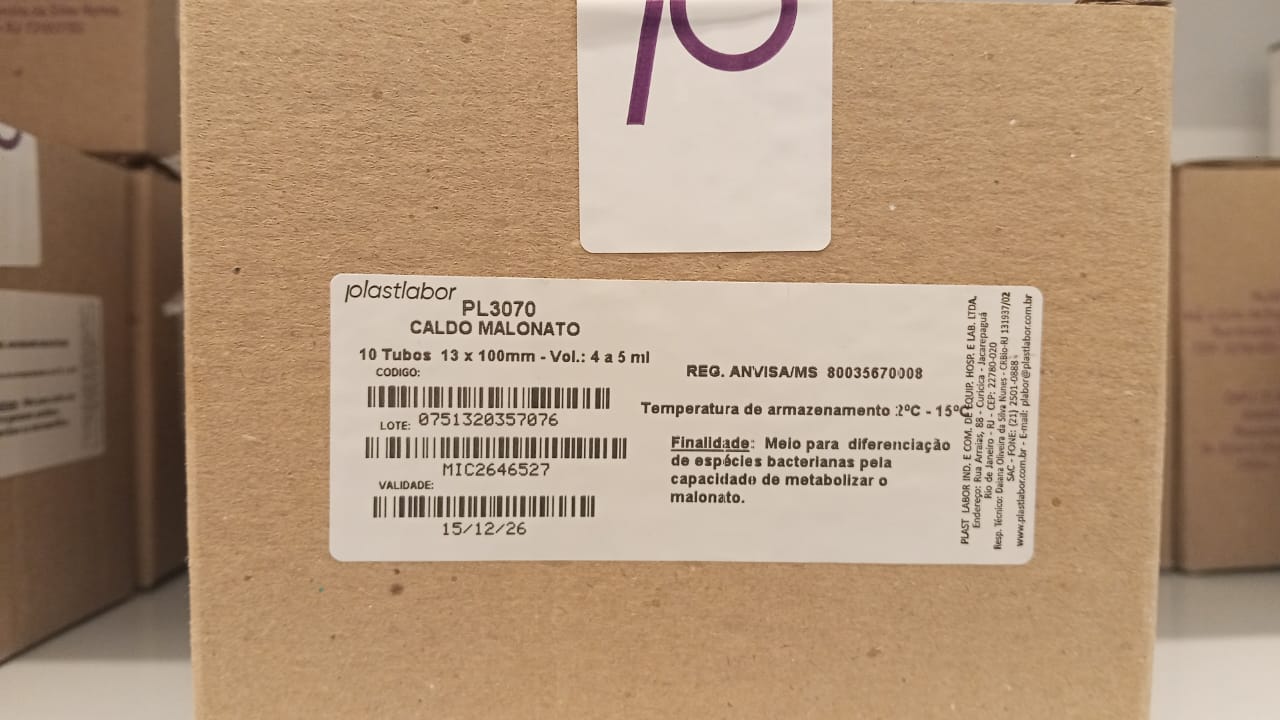 plastlabor
PL3070
CALDO MALONATO
10 Tubos 13 x 100mm - Vol.: 4 a 5 ml
CODIGO:
0751320357076
LOTE:
MIC2646527
VALIDADE:
15/12/26
REG. ANVISA/MS 80035670008
Temperatura de armazenamento :2ºC - 15ºC
Finalidade: Meio para diferenciação
de espécies bacterianas pela
capacidade de metabolizar o
malonato.
PLAST LABOR IND. E COM. DE EQUIP. HOSP. E LAB. LTDA.
Endereço: Rua Arraias, 88 - Curicica - Jacarepaguá
Rio de Janeiro - RJ - CEP: 22780-020
Resp. Técnico: Daiana Oliveira da Silva Nunes - CRBio-RJ 131937/02
SAC - FONE: (21) 2501-0888
www.plastlabor.com.br - E-mail: plabor@plastlabor.com.br